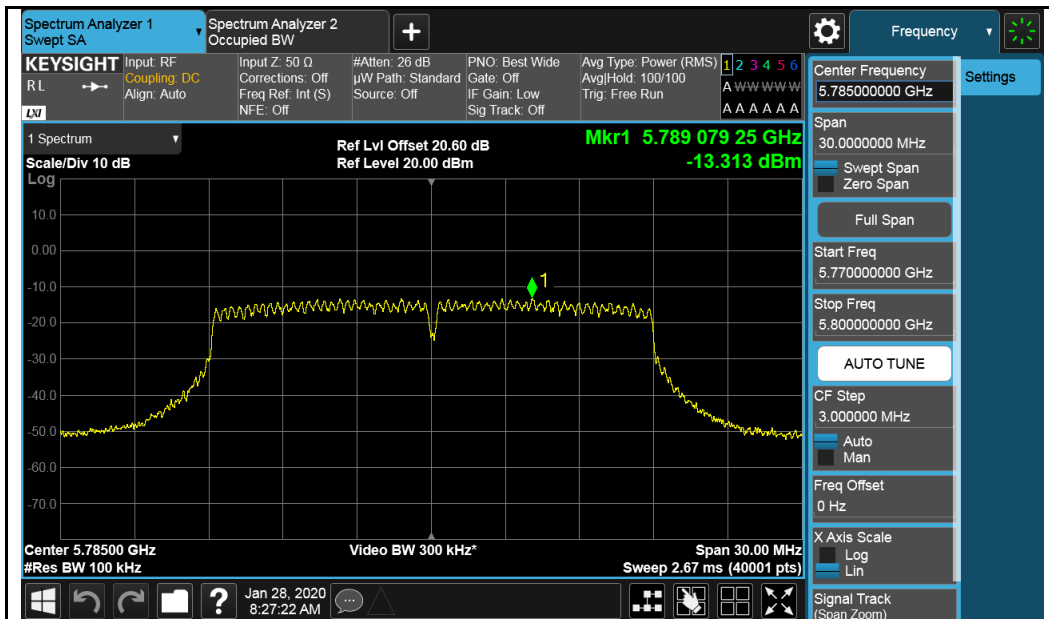 Spectrum Analyzer 1
Swept SA
Spectrum Analyzer 2
Occupied BW
Frequency
KEYSIGHT
RL
LXI
Input: RF
Coupling: DC
Align: Auto
Input Z: 50 Ω
Corrections: Off
Freq Ref: Int (S)
NFE: Off
#Atten: 26 dB
µW Path: Standard
Source: Off
PNO: Best Wide
Gate: Off
IF Gain: Low
Sig Track: Off
Avg Type: Power (RMS)
Avg|Hold: 100/100
Trig: Free Run
1 2 3 4 5 6
A W W W W W
A A A A A A
1 Spectrum
Scale/Div 10 dB
Log
Ref Lvl Offset 20.60 dB
Ref Level 20.00 dBm
Mkr1 5.789 079 25 GHz
-13.313 dBm
10.0
0.00
-10.0
-20.0
-30.0
-40.0
-50.0
-60.0
-70.0
1
Center 5.78500 GHz
#Res BW 100 kHz
Video BW 300 kHz*
Span 30.00 MHz
Sweep 2.67 ms (40001 pts)
Jan 28, 2020
8:27:22 AM
?
Center Frequency
5.785000000 GHz
Settings
Span
30.0000000 MHz
Swept Span
Zero Span
Full Span
Start Freq
5.770000000 GHz
Stop Freq
5.800000000 GHz
AUTO TUNE
CF Step
3.000000 MHz
Auto
Man
Freq Offset
0 Hz
X Axis Scale
Log
Lin
Signal Track
(Span Zoom)